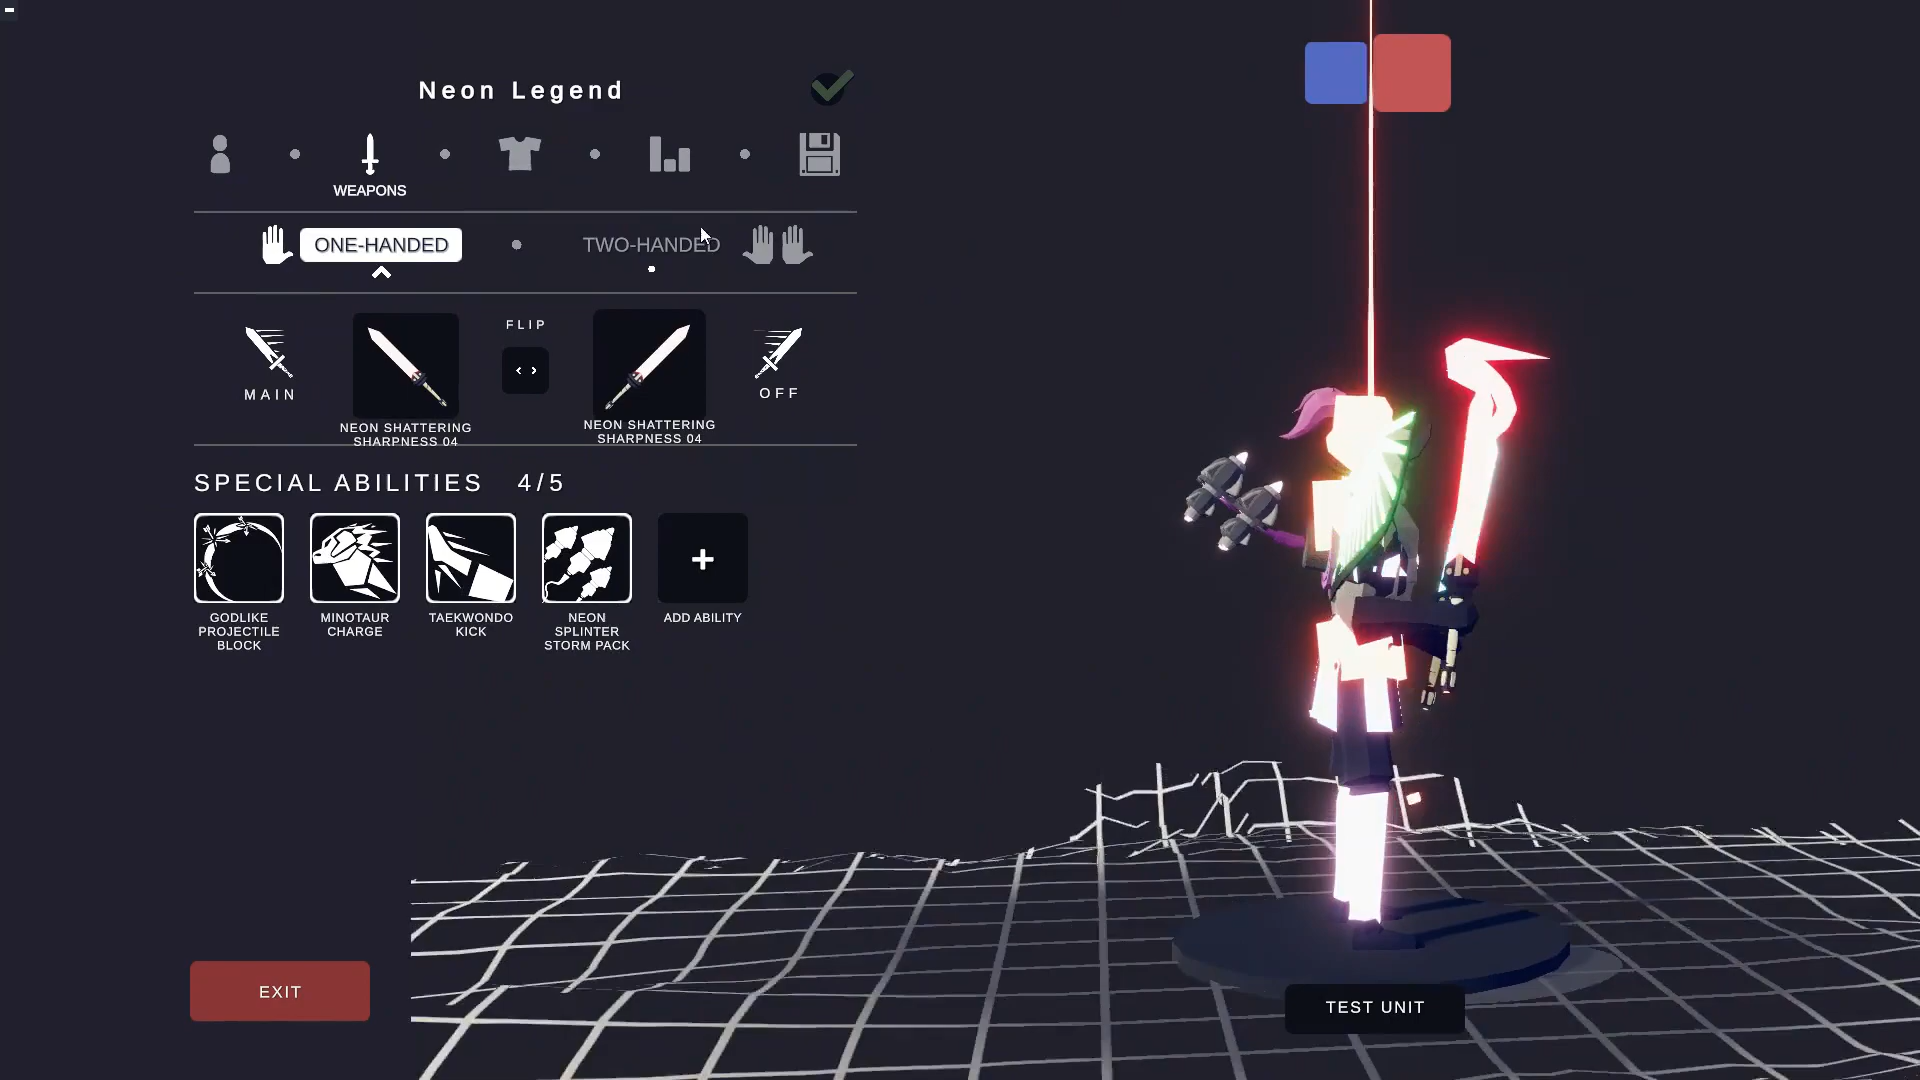 Neon Legend
WEAPONS
ONE-HANDED
TWO-HANDED
MAIN
FLIP
OFF
NEON SHATTERING
SHARPNESS 04
NEON SHATTERING
SHARPNESS 04
SPECIAL ABILITIES 4/5
GODLIKE
PROJECTILE
BLOCK
MINOTAUR
CHARGE
TAEKWONDO
KICK
NEON
SPLINTER
STORM PACK
ADD ABILITY
EXIT
TEST UNIT